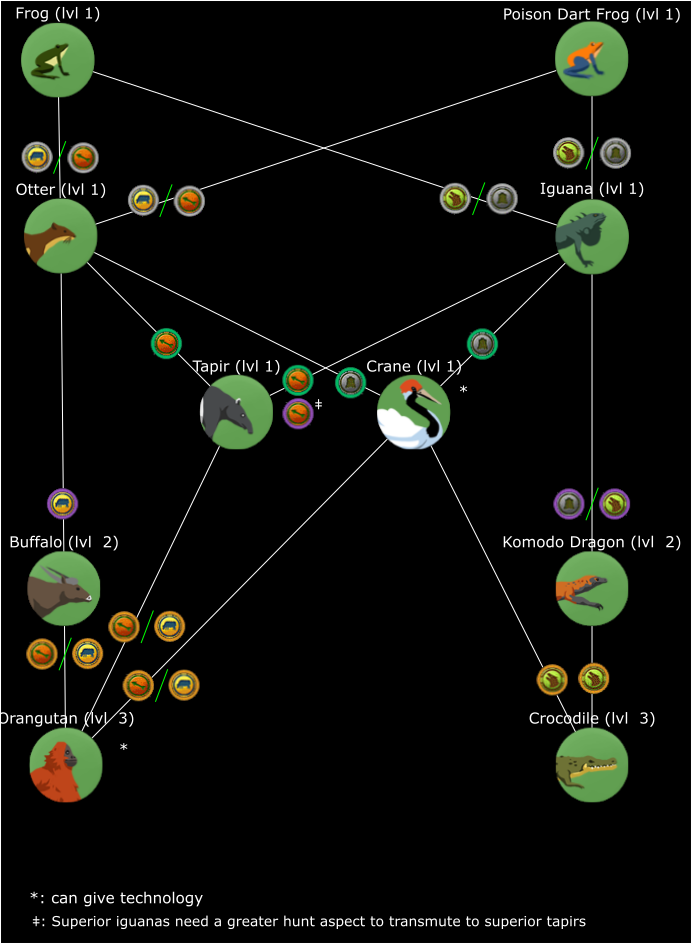 Frog (lvl 1)
Poison Dart Frog (lvl 1)
Otter (lvl 1)
Iguana (lvl 1)
Tapir (lvl 1)
Crane (lvl 1)
*
‡
Buffalo (lvl 2)
Komodo Dragon (lvl 2)
Orangutan (lvl 3)
*
Crocodile (lvl 3)
*: can give technology
‡: Superior iguanas need a greater hunt aspect to transmute to superior tapirs